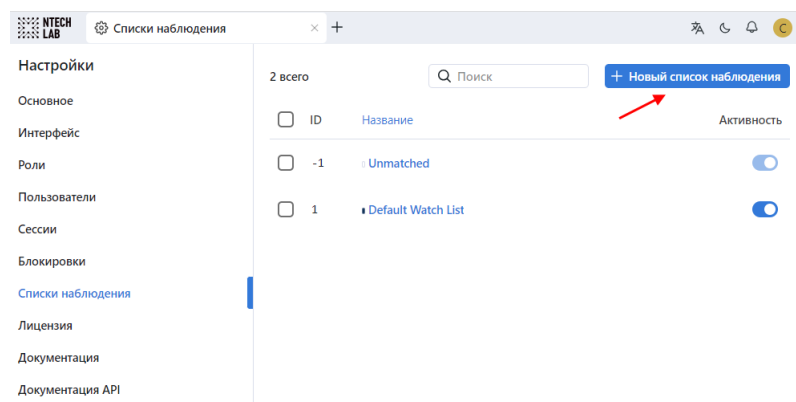 NTECH
LAB
Списки наблюдения
Настройки
Основное
Интерфейс
Роли
Пользователи
Сессии
Блокировки
Списки наблюдения
Лицензия
Документация
Документация API
2 всего
Поиск
+ Новый список наблюдения
ID Название Активность
-1 Unmatched
1 Default Watch List
C